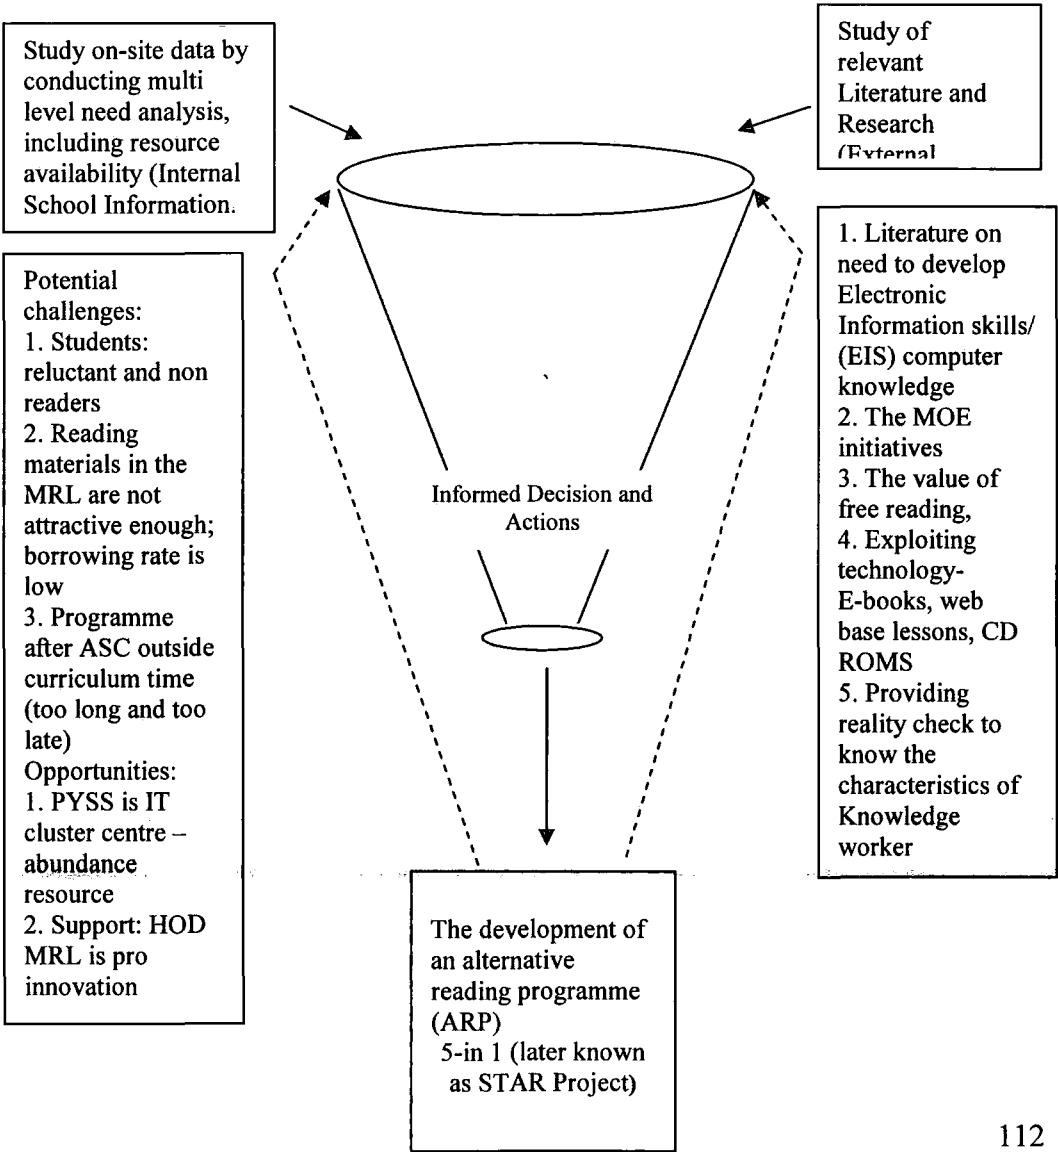 Study on-site data by
conducting multi
level need analysis,
including resource
availability (Internal
School Information.
Study of
relevant
Literature and
Research
(External
Potential
challenges:
1. Students:
reluctant and non
readers
2. Reading
materials in the
MRL are not
attractive enough;
borrowing rate is
low
3. Programme
after ASC outside
curriculum time
(too long and too
late)
Opportunities:
1. PYSS is IT
cluster centre –
abundance
resource
2. Support: HOD
MRL is pro
innovation
Informed Decision and
Actions
1. Literature on
need to develop
Electronic
Information skills/
(EIS) computer
knowledge
2. The MOE
initiatives
3. The value of
free reading,
4. Exploiting
technology-
E-books, web
base lessons, CD
ROMS
5. Providing
reality check to
know the
characteristics of
Knowledge
worker
The development of
an alternative
reading programme
(ARP)
5-in 1 (later known
as STAR Project)
112